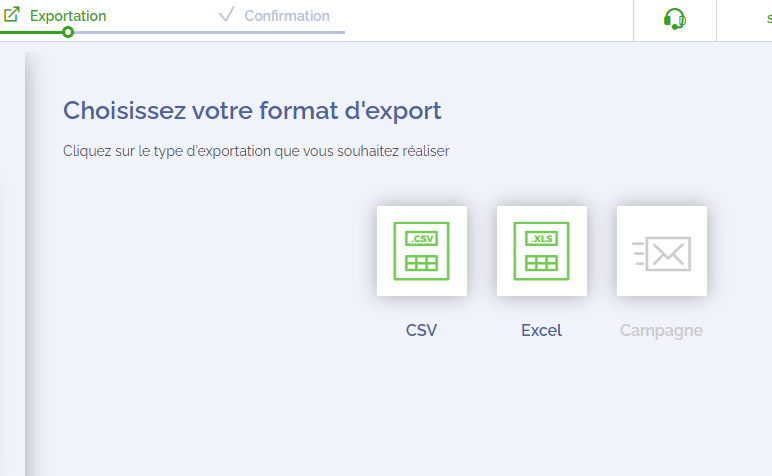 Exportation
Confirmation
Choisissez votre format d'export
Cliquez sur le type d'exportation que vous souhaitez réaliser
.CSV
.XLS
CSV
Excel
Campagne